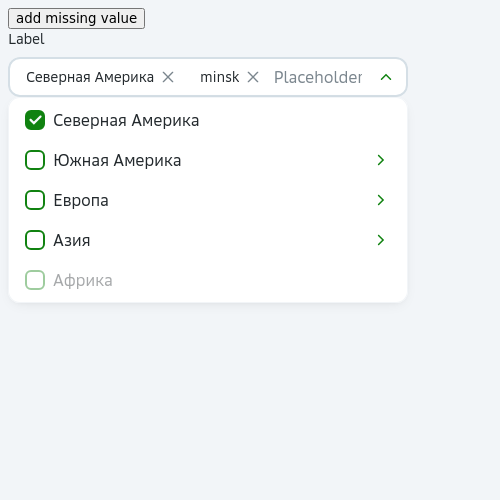 add missing value
Label
Северная Америка minsk Placeholder
Северная Америка
Южная Америка
Европа
Азия
Африка